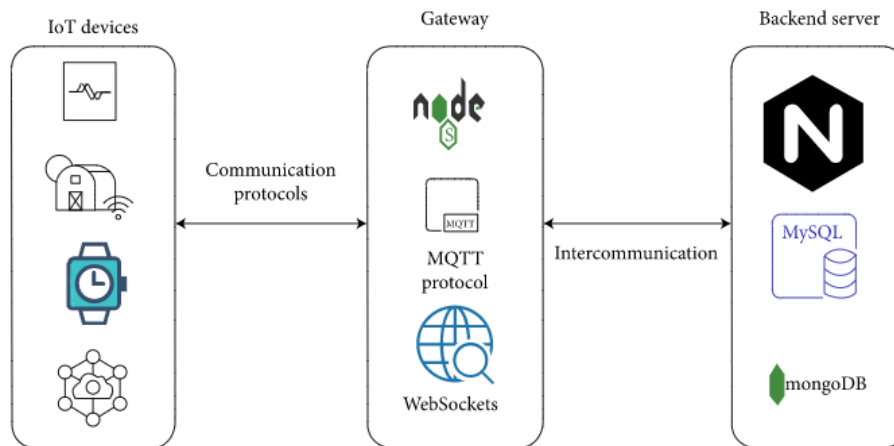 IoT devices
Gateway
Backend server
node
S
Communication
protocols
MQTT
MQTT
protocol
WebSockets
Intercommunication
N
MySQL
mongoDB